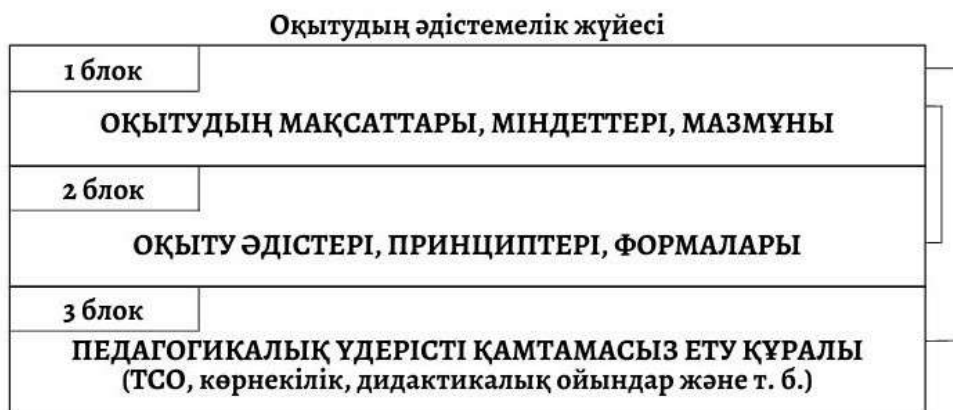 Оқытудың әдістемелік жүйесі
1 блок
ОҚЫТУДЫҢ МАҚСАТТАРЫ, МІНДЕТТЕРІ, МАЗМҰНЫ
2 блок
ОҚЫТУ ӘДІСТЕРІ, ПРИНЦИПТЕРІ, ФОРМАЛАРЫ
3 блок
ПЕДАГОГИКАЛЫҚ ҮДЕРІСТІ ҚАМТАМАСЫЗ ЕТУ ҚҰРАЛЫ
(ТСО, көрнекілік, дидактикалық ойындар және т. б.)